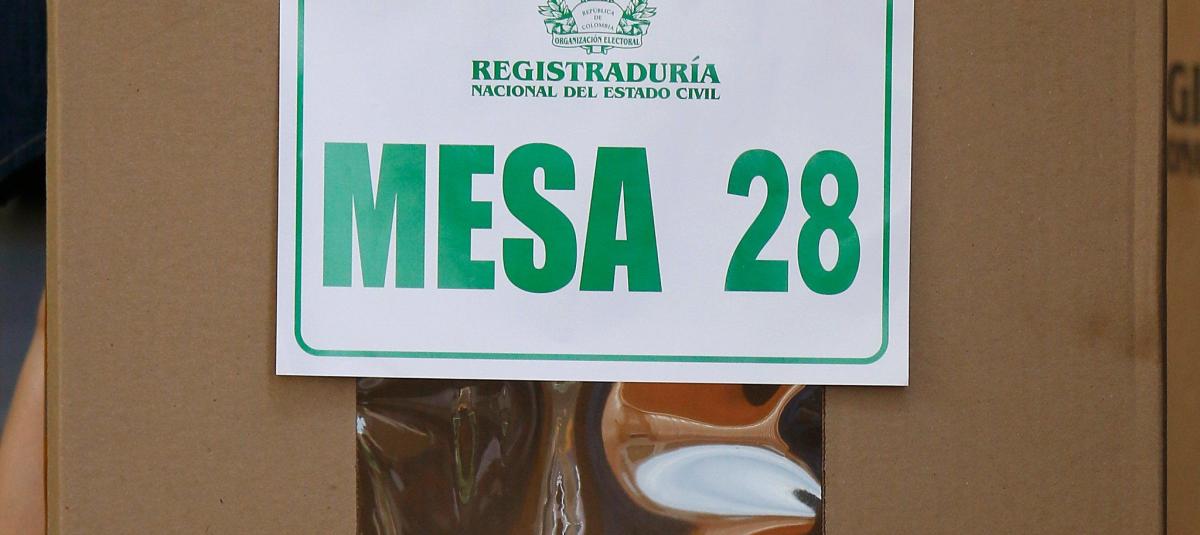 REPÚBLICA
DE
COLOMBIA
ORGANIZACIÓN ELECTORAL
REGISTRADURÍA
NACIONAL DEL ESTADO CIVIL
MESA 28